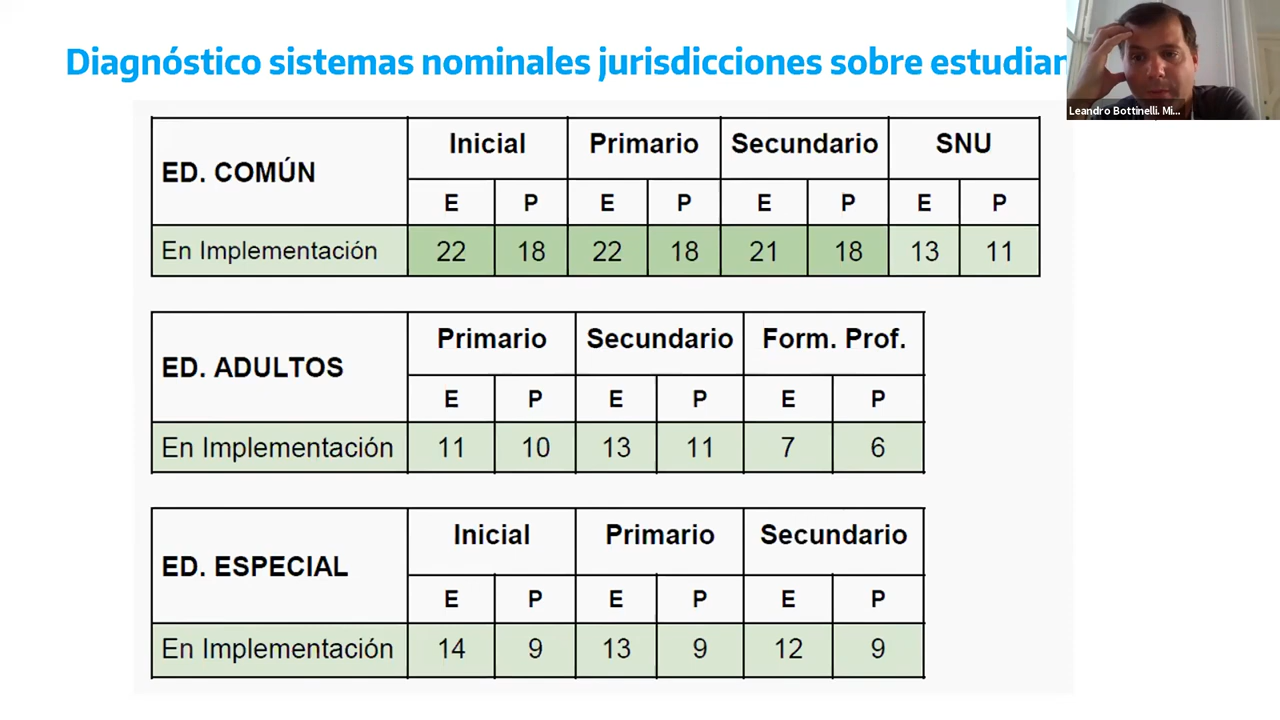 Diagnóstico sistemas nominales jurisdicciones sobre estudian
Leandro Bottinelli. Mi...
ED. COMÚN Inicial Primario Secundario SNU
E P E P E P E P
En Implementación 22 18 22 18 21 18 13 11
ED. ADULTOS Primario Secundario Form. Prof.
E P E P E P
En Implementación 11 10 13 11 7 6
ED. ESPECIAL Inicial Primario Secundario
E P E P E P
En Implementación 14 9 13 9 12 9